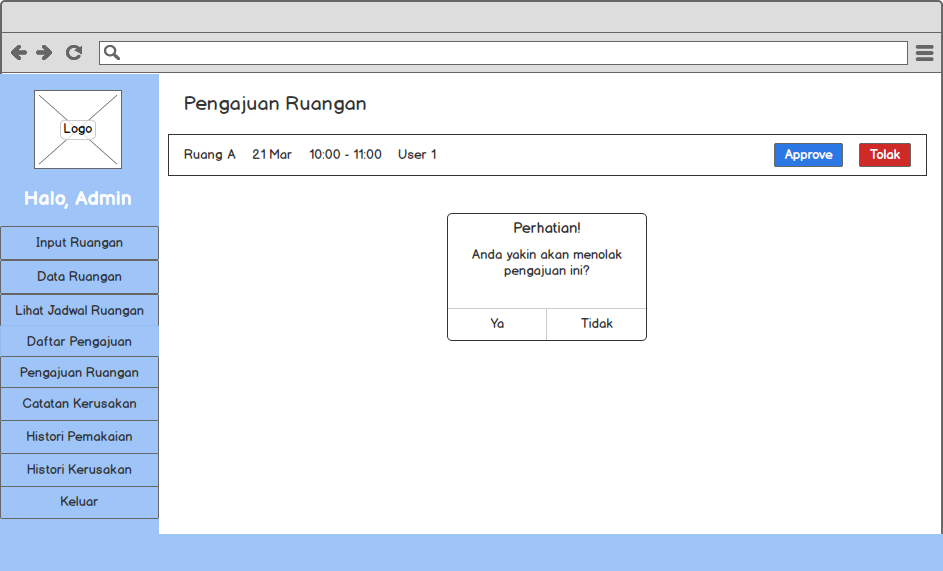 Logo
Halo, Admin
Input Ruangan
Data Ruangan
Lihat Jadwal Ruangan
Daftar Pengajuan
Pengajuan Ruangan
Catatan Kerusakan
Histori Pemakaian
Histori Kerusakan
Keluar
Pengajuan Ruangan
Ruang A 21 Mar 10:00 - 11:00 User 1 Approve Tolak
Perhatian!
Anda yakin akan menolak
pengajuan ini?
Ya Tidak